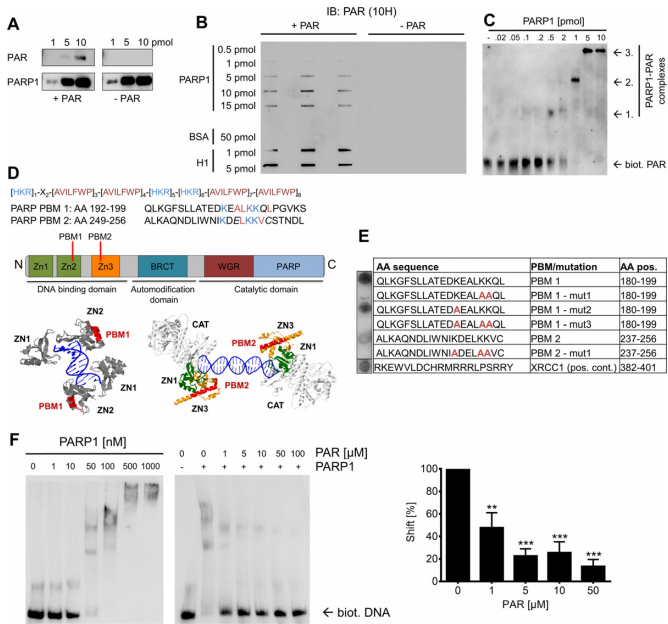 A
1 5 10 1 5 10 pmol
PAR
PARP1
+ PAR - PAR
B
IB: PAR (10H)
+ PAR - PAR
0.5 pmol
1 pmol
PARP1 5 pmol
10 pmol
15 pmol
BSA 50 pmol
H1 1 pmol
5 pmol
C
PARP1 [pmol]
- .02 .05 .1 .2 .5 2 1 5 10
← 3.
← 2.
← 1.
PARP1-PAR complexes
← biot. PAR
D
[HKR]1-X2-[AVILFWP]3-[AVILFWP]4-[HKR]5-[HKR]6-[AVILFWP]7-[AVILFWP]8
PARP PBM 1: AA 192-199 QLKGFSLLATEDKEALKKQLPGVKS
PARP PBM 2: AA 249-256 ALKAQNDLIWNIKDELKKVCSTNDL
PBM1 PBM2
N Zn1 Zn2 Zn3 BRCT WGR PARP C
DNA binding domain Automodification domain Catalytic domain
ZN2
PBM1
ZN1
ZN1
ZN2
PBM1
CAT
ZN3
PBM2
ZN1
ZN1
PBM2
ZN3
CAT
E
AA sequence PBM/mutation AA pos.
QLKGFSLLATEDKEALKKQL PBM 1 180-199
QLKGFSLLATEDKEALAAQL PBM 1 - mut1 180-199
QLKGFSLLATEDAEALKKQL PBM 1 - mut2 180-199
QLKGFSLLATEDAEALAAQL PBM 1 - mut3 180-199
ALKAQNDLIWNIKDELKKVC PBM 2 237-256
ALKAQNDLIWNIADELAAVC PBM 2 - mut1 237-256
RKEWVLDCHRMRRRLPSRRY XRCC1 (pos. cont.) 382-401
F
PARP1 [nM]
0 1 10 50 100 500 1000
0 0 1 5 10 50 100 PAR [µM]
- + + + + + + PARP1
← biot. DNA
Shift [%]
100
80
60
40
20
0
** *** *** ***
0 1 5 10 50
PAR [µM]